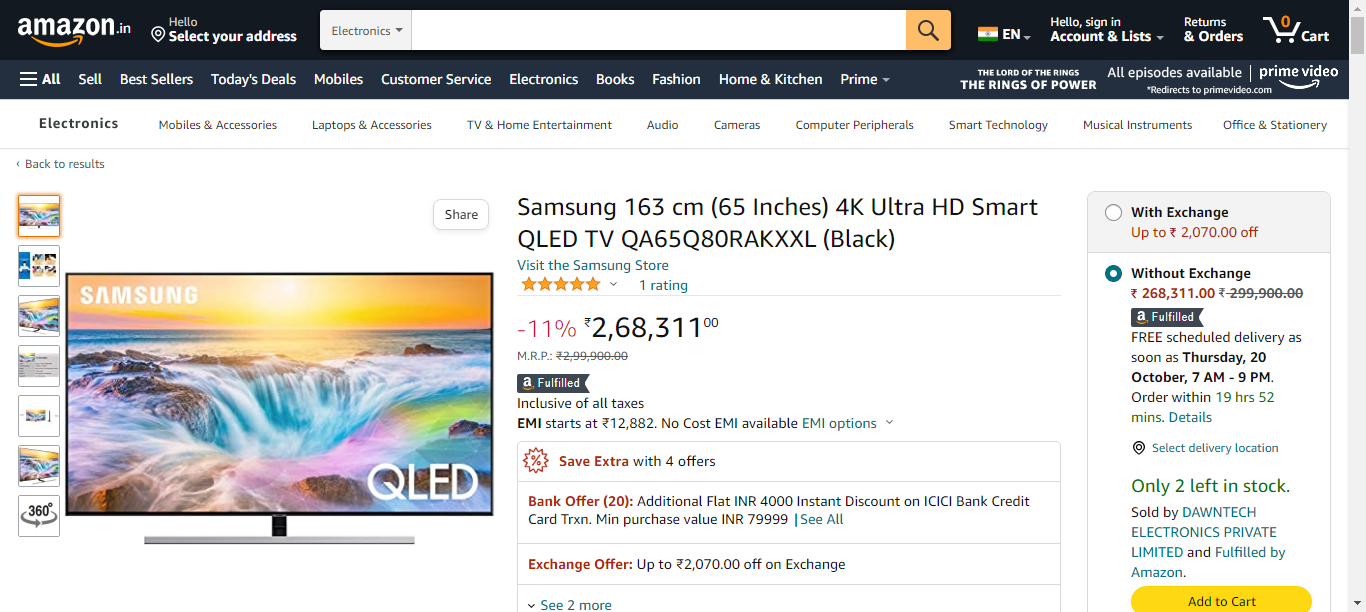 amazon.in
Hello
Select your address
Electronics
EN
Hello, sign in
Account & Lists
Returns
& Orders
0
Cart
All
Sell
Best Sellers
Today's Deals
Mobiles
Customer Service
Electronics
Books
Fashion
Home & Kitchen
Prime
THE LORD OF THE RINGS
THE RINGS OF POWER
All episodes available
*Redirects to primevideo.com
prime video
Electronics
Mobiles & Accessories
Laptops & Accessories
TV & Home Entertainment
Audio
Cameras
Computer Peripherals
Smart Technology
Musical Instruments
Office & Stationery
‹ Back to results
360°
Share
SAMSUNG
QLED
Samsung 163 cm (65 Inches) 4K Ultra HD Smart
QLED TV QA65Q80RAKXXL (Black)
Visit the Samsung Store
1 rating
-11% ₹2,68,311 00
M.R.P.: ₹2,99,900.00
a Fulfilled
Inclusive of all taxes
EMI starts at ₹12,882. No Cost EMI available EMI options
Save Extra with 4 offers
Bank Offer (20): Additional Flat INR 4000 Instant Discount on ICICI Bank Credit
Card Trxn. Min purchase value INR 79999 | See All
Exchange Offer: Up to ₹2,070.00 off on Exchange
See 2 more
With Exchange
Up to ₹ 2,070.00 off
Without Exchange
₹ 268,311.00 ₹ 299,900.00
a Fulfilled
FREE scheduled delivery as
soon as Thursday, 20
October, 7 AM - 9 PM.
Order within 19 hrs 52
mins. Details
Select delivery location
Only 2 left in stock.
Sold by DAWNTECH
ELECTRONICS PRIVATE
LIMITED and Fulfilled by
Amazon.
Add to Cart